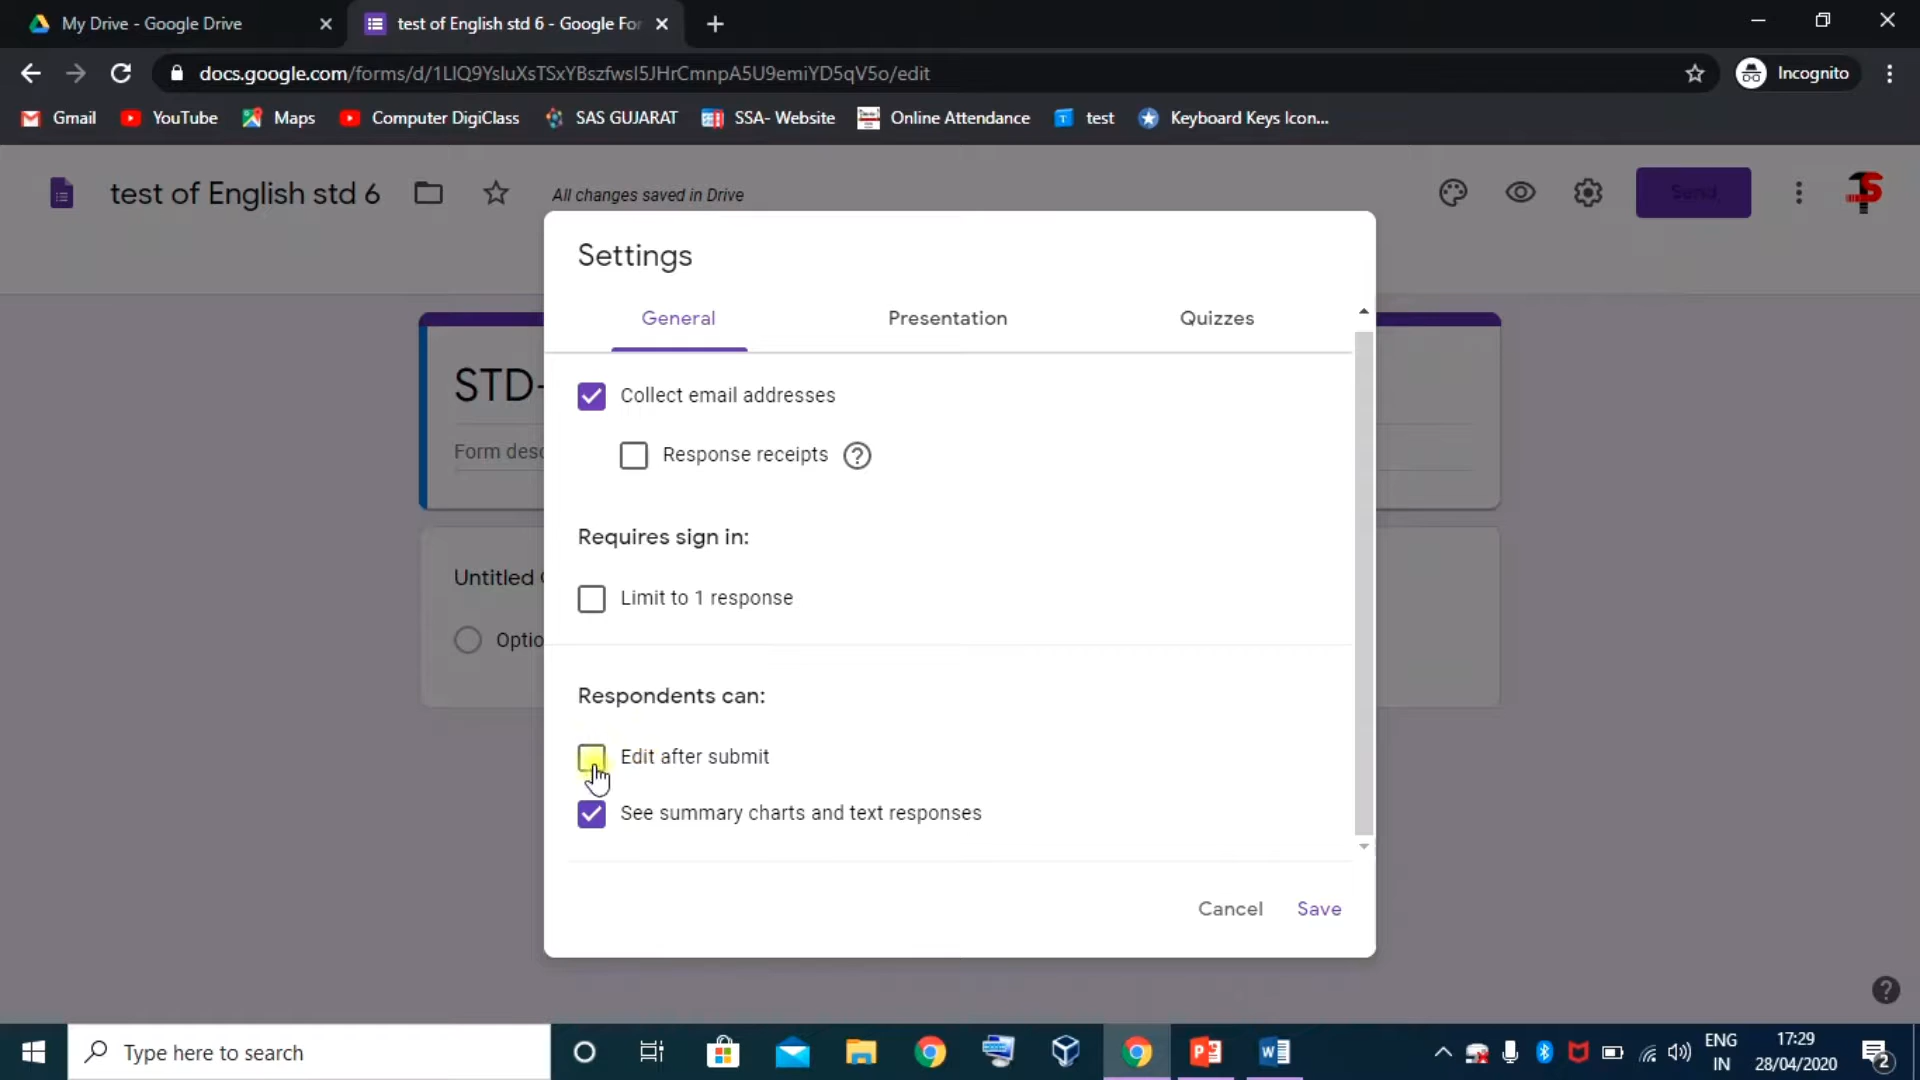 My Drive - Google Drive
test of English std 6 - Google For
docs.google.com/forms/d/1LlQ9YsluXsTSxYBszfwsl5JHrCmnpA5U9emiYD5qV5o/edit
Incognito
Gmail
YouTube
Maps
Computer DigiClass
SAS GUJARAT
SSA- Website
Online Attendance
test
Keyboard Keys Icon...
test of English std 6
All changes saved in Drive
Send
Settings
General
Presentation
Quizzes
STD-
Form desc
Collect email addresses
Response receipts
Requires sign in:
Untitled
Limit to 1 response
Optio
Respondents can:
Edit after submit
See summary charts and text responses
Cancel
Save
Type here to search
ENG
IN
17:29
28/04/2020
2